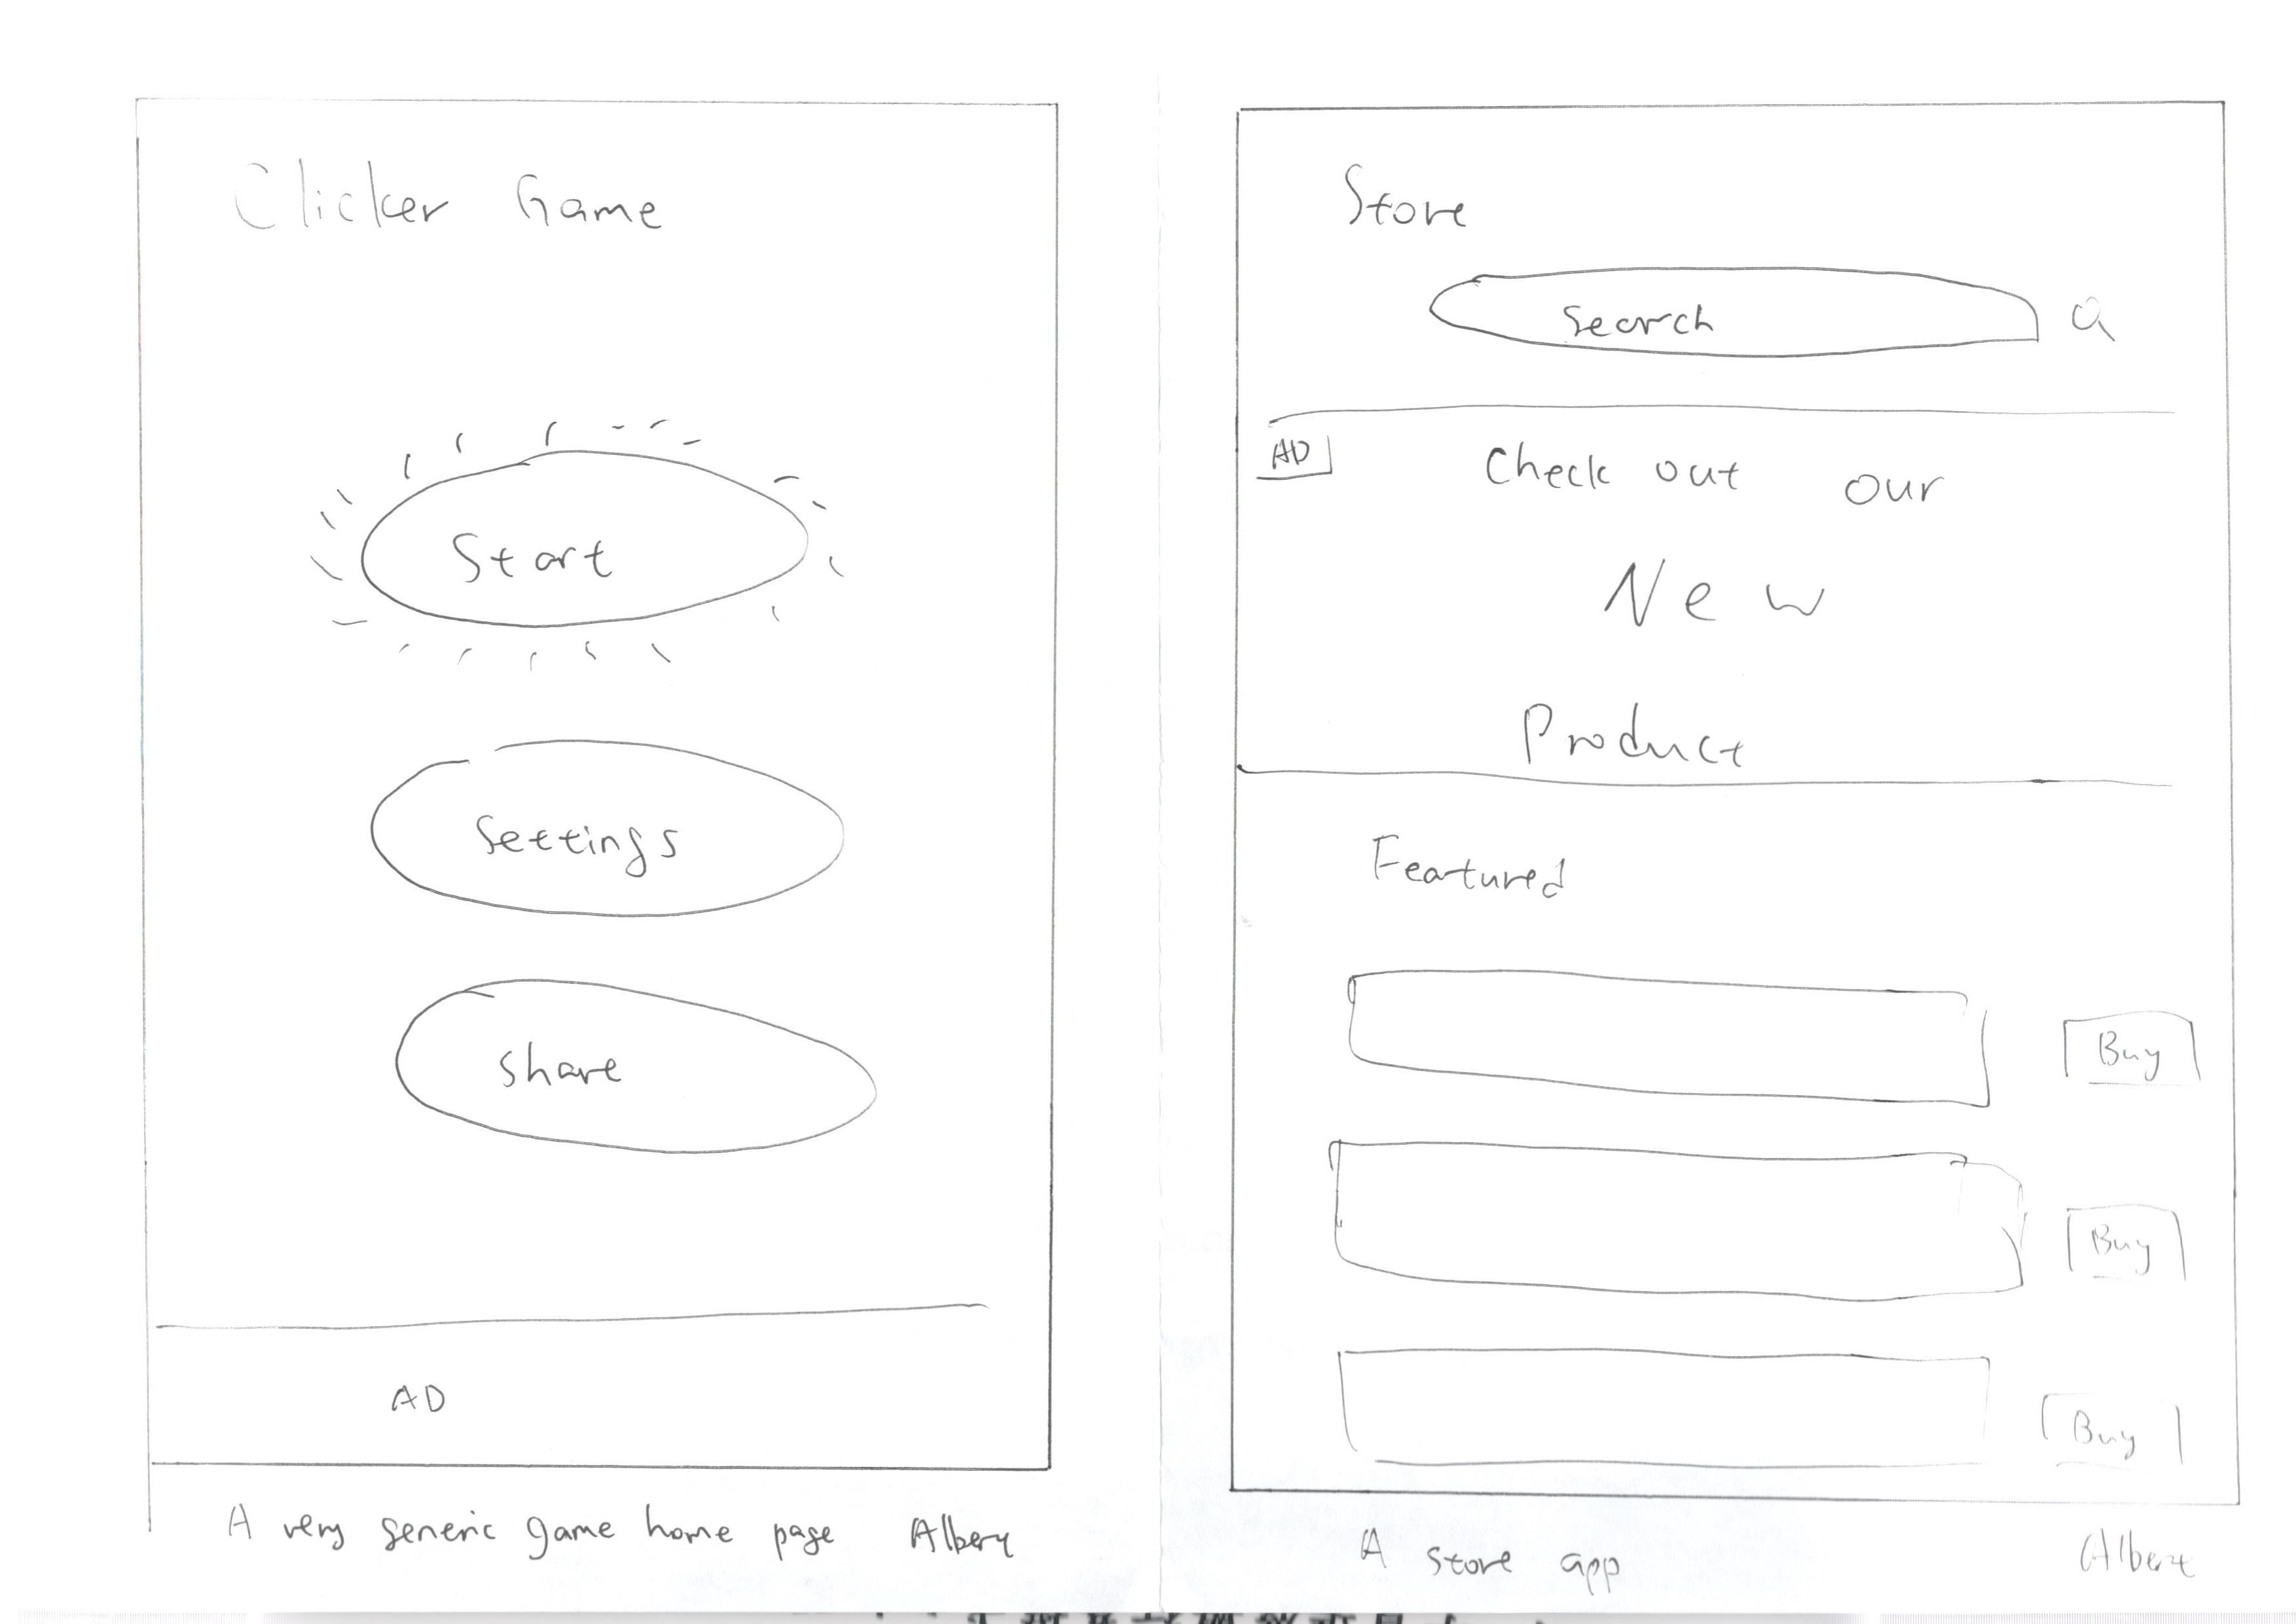 Clicker Game
Start
Settings
Share
AD
A very generic game home page Albert
Store
Search
AD
Check out our
New
Product
Featured
Buy
Buy
Buy
A store app
Albert